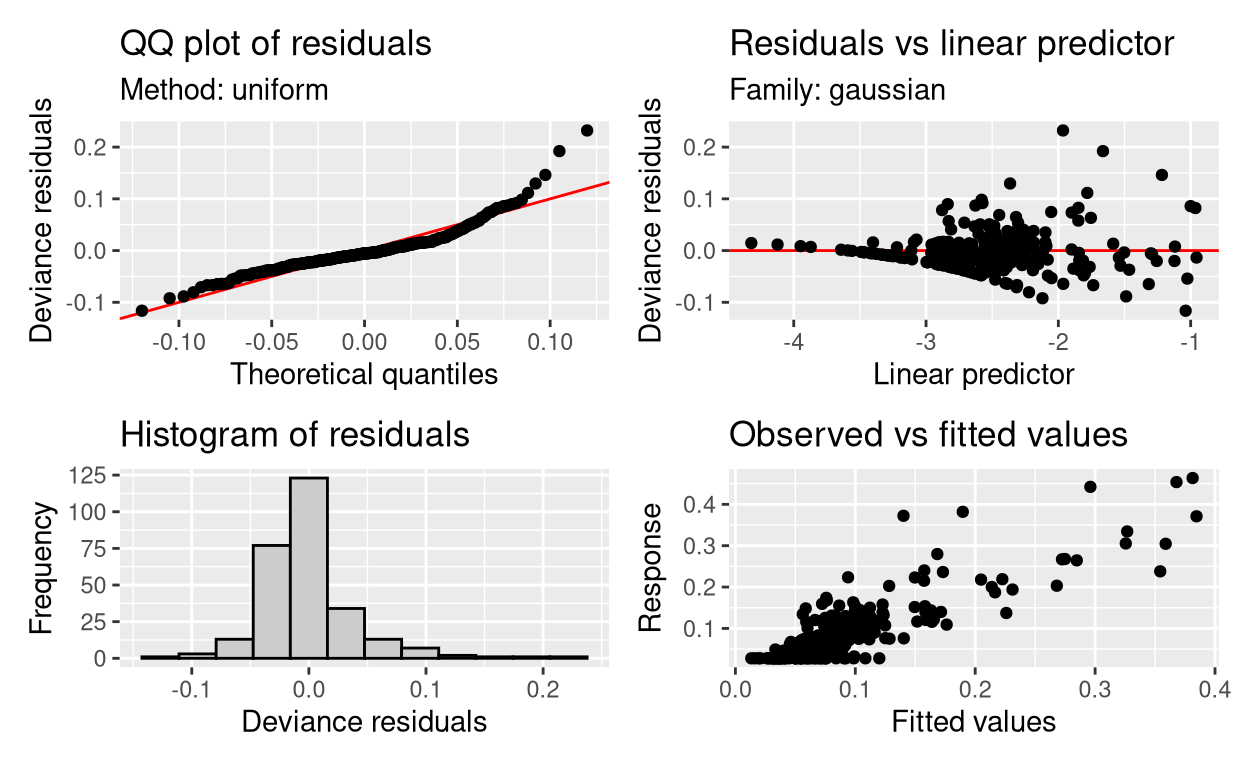 QQ plot of residuals
Method: uniform
Deviance residuals
0.2
0.1
0.0
-0.1
-0.10 -0.05 0.00 0.05 0.10
Theoretical quantiles
Residuals vs linear predictor
Family: gaussian
Deviance residuals
0.2
0.1
0.0
-0.1
-4 -3 -2 -1
Linear predictor
Histogram of residuals
Frequency
125
100
75
50
25
0
-0.1 0.0 0.1 0.2
Deviance residuals
Observed vs fitted values
Response
0.4
0.3
0.2
0.1
0.0 0.1 0.2 0.3 0.4
Fitted values